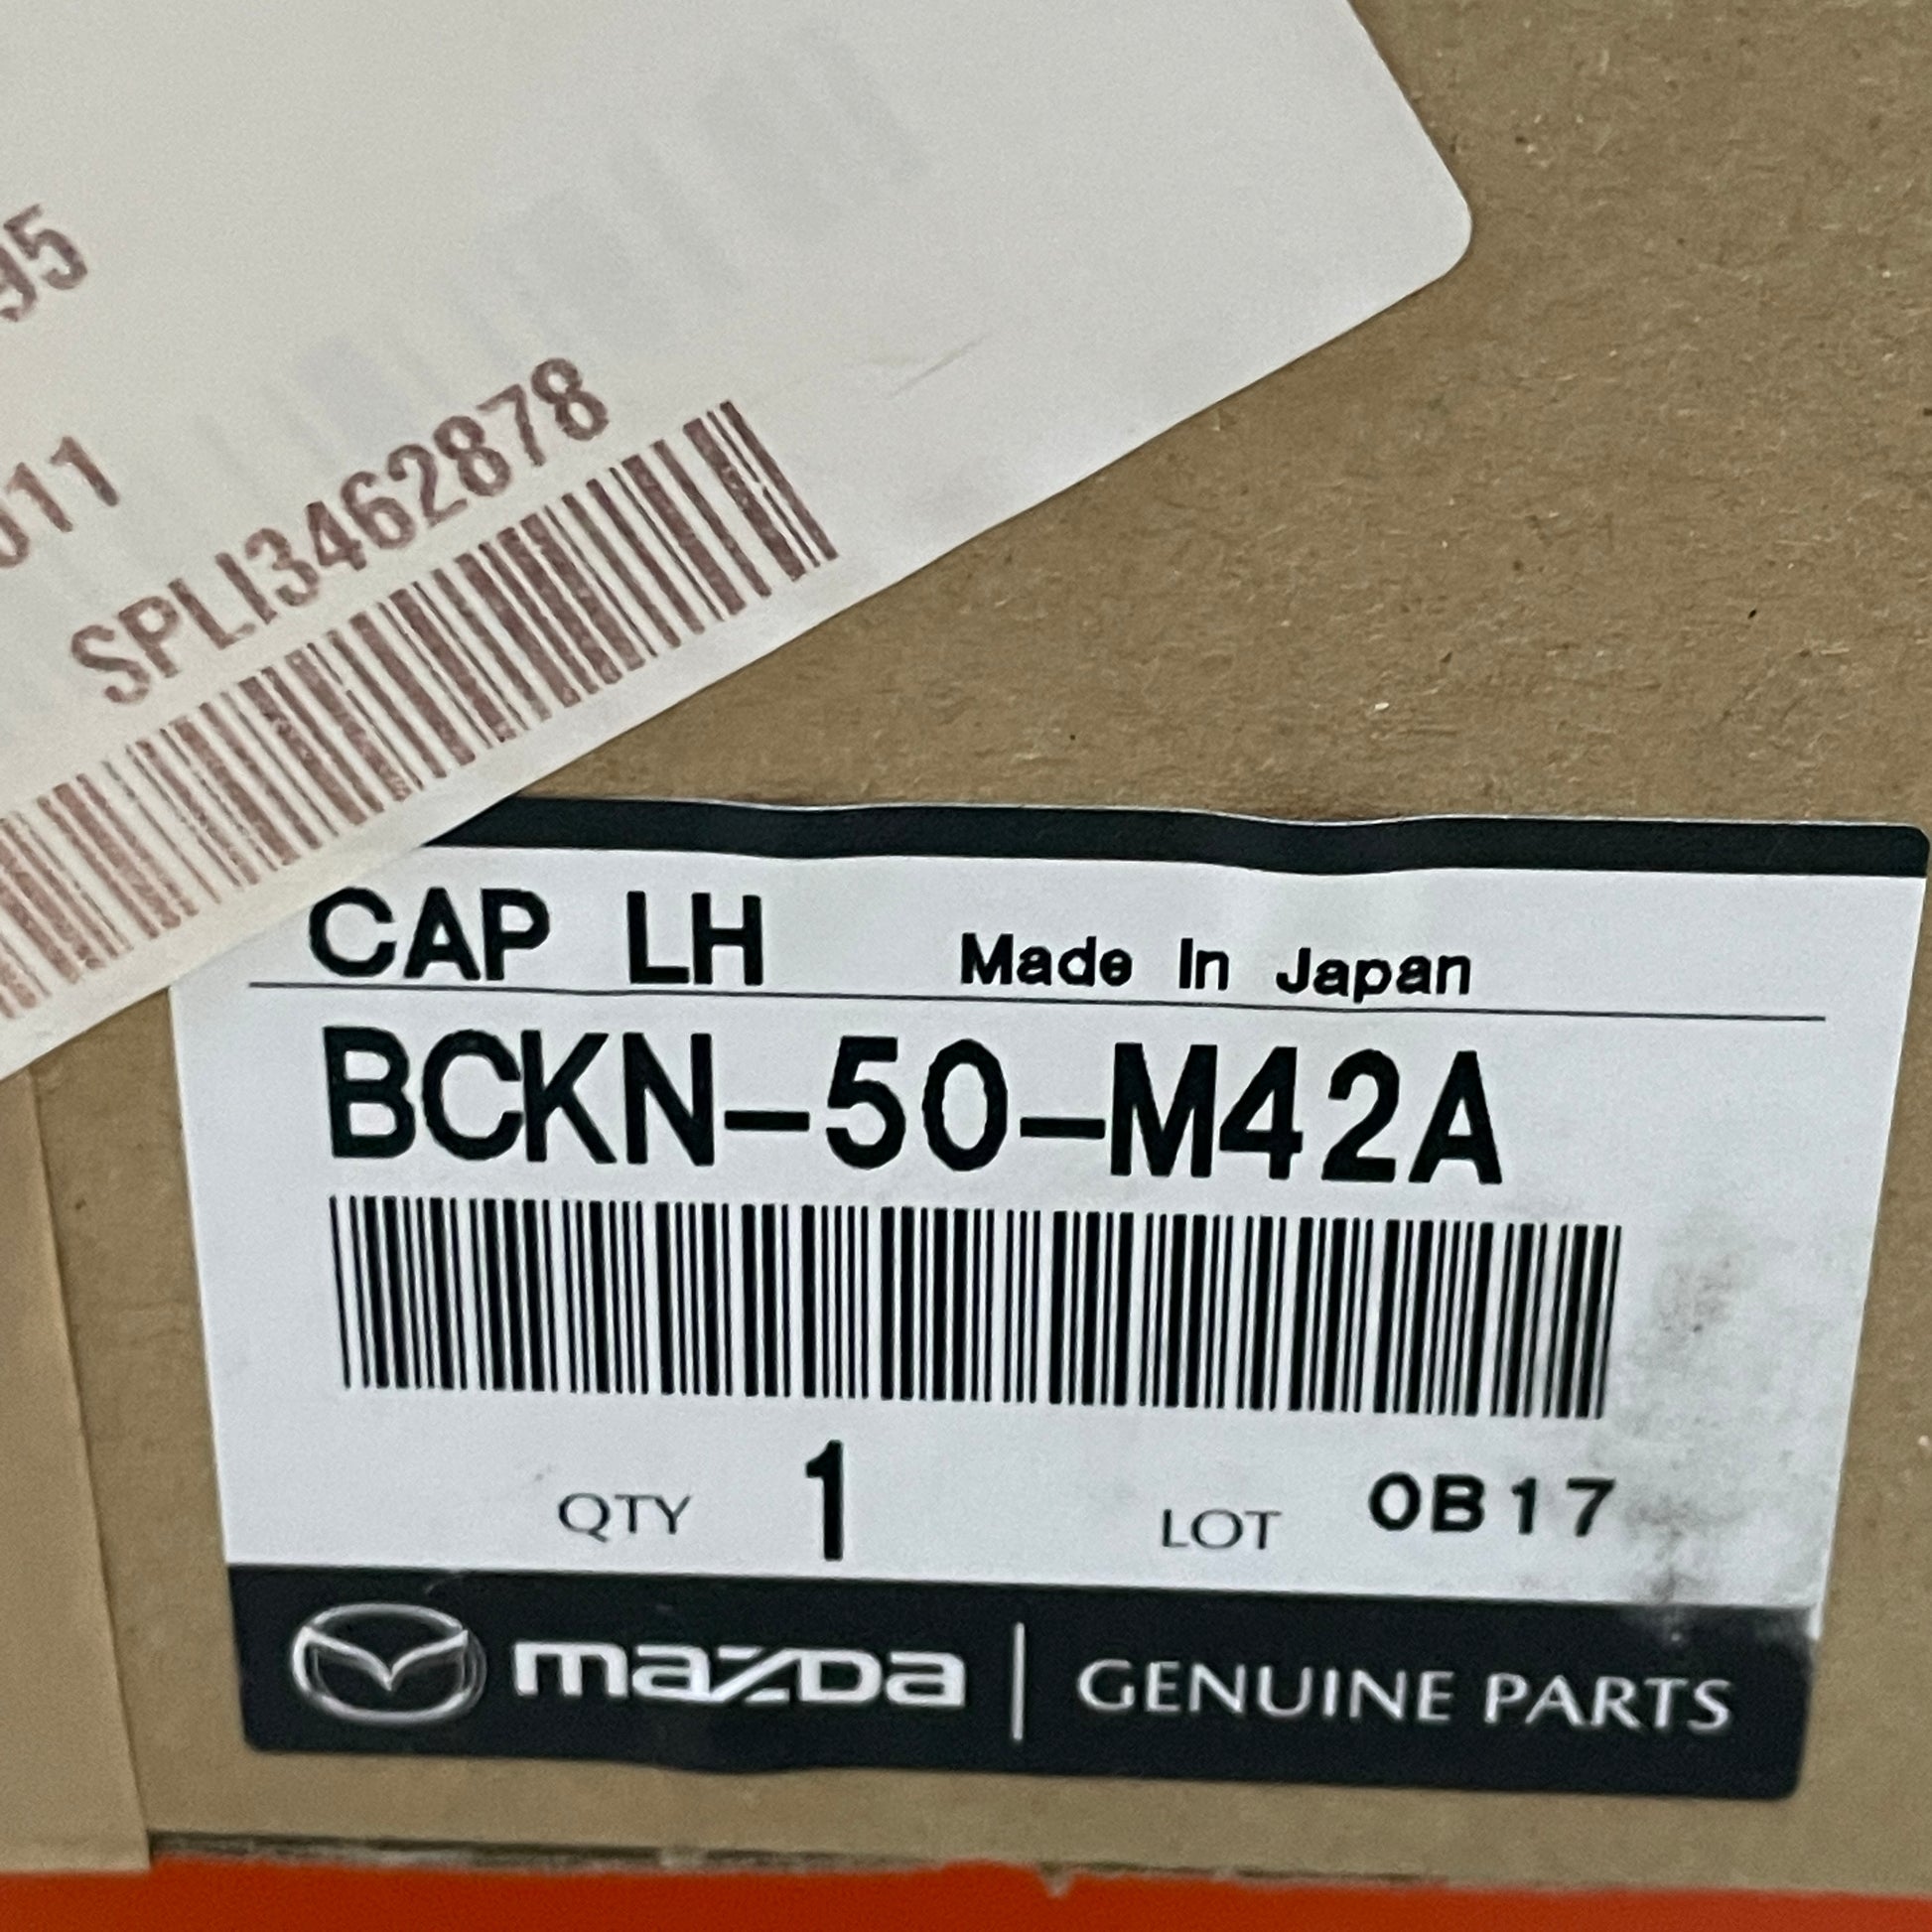 95
011
SPLI3462878
CAP LH Made In Japan
BCKN-50-M42A
QTY 1 LOT 0B17
mazda | GENUINE PARTS